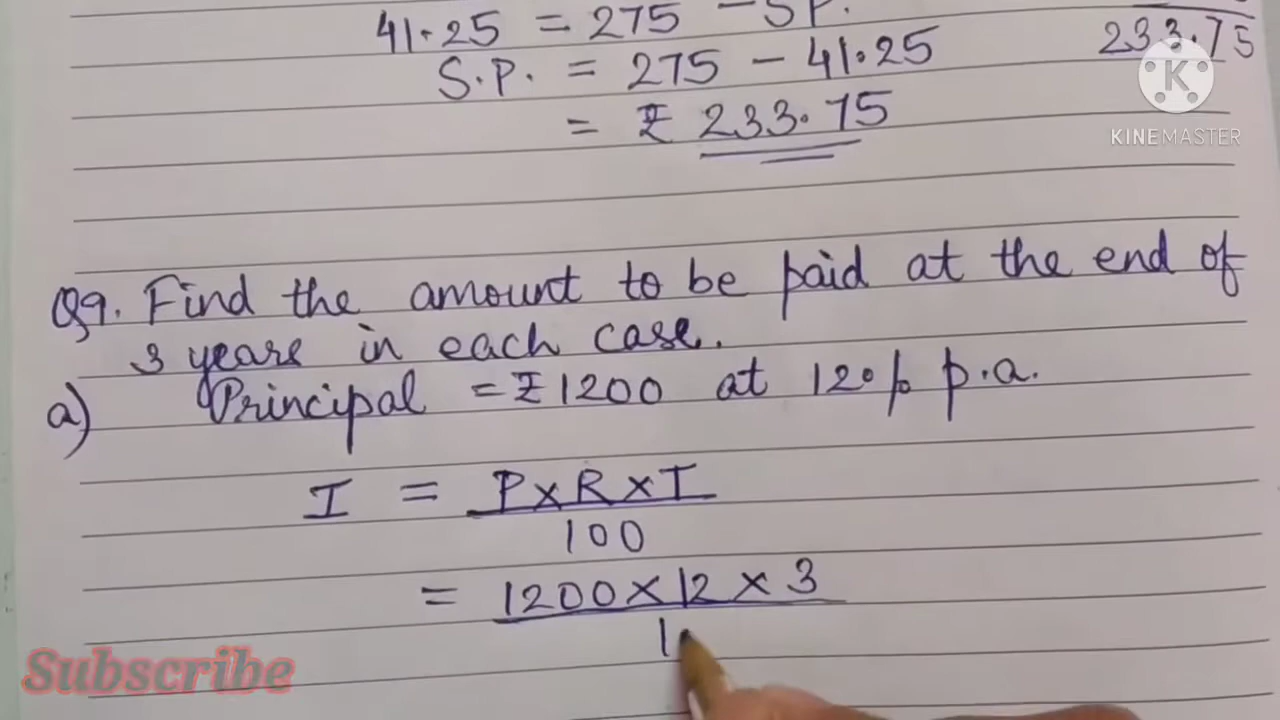 41.25 = 275 - S.P.
233.75
S.P. = 275 - 41.25
= ₹ 233.75
K
KINEMASTER
Q9. Find the amount to be paid at the end of
3 years in each case.
a) Principal = ₹1200 at 12% p.a.
I = P×R×T
100
= 1200×12×3
1
Subscribe